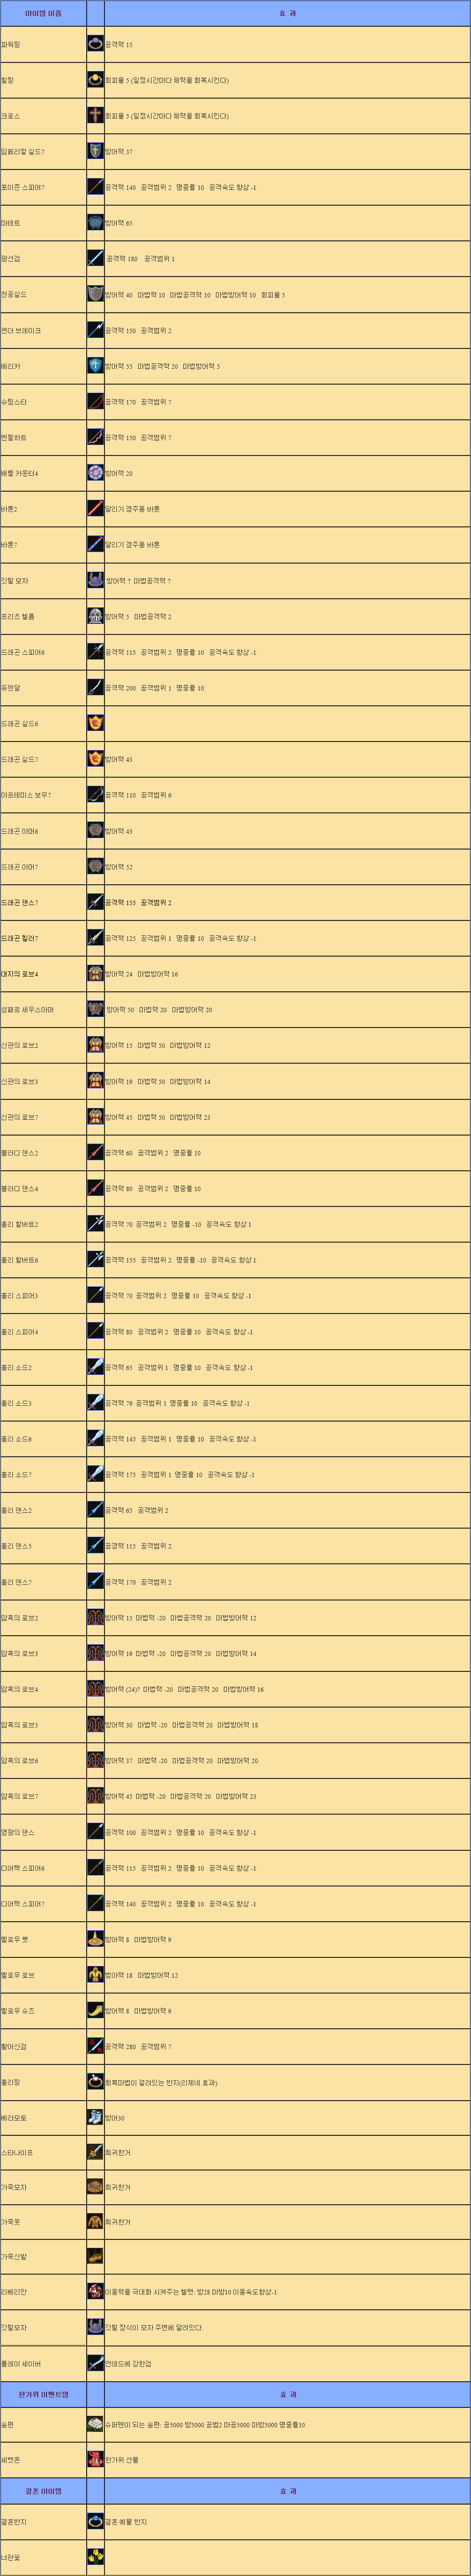 아이템 이름 효 과
파워링 공격력 15
힐링 회피율 5 (일정시간마다 체력을 회복시킨다)
크로스 회피율 5 (일정시간마다 체력을 회복시킨다)
임페리얼 실드7 방어력 37
포이즌 스피어7 공격력 140 공격범위 2 명중률 10 공격속도 향상 -1
마테트 방어력 65
광선검 공격력 180 공격범위 1
천공실드 방어력 40 마법력 10 마법공격력 10 마법방어력 10 회피율 5
썬더 브레이크 공격력 150 공격범위 2
메리카 방어력 55 마법공격력 20 마법방어력 5
슈팅스타 공격력 170 공격범위 7
엔젤하트 공격력 150 공격범위 7
배틀 카운터4 방어력 20
바톤2 달리기 경주용 바톤
바톤7 달리기 경주용 바톤
깃털 모자 방어력 ? 마법공격력 ?
프리츠 헬름 방어력 5 마법공격력 2
드래곤 스피어6 공격력 115 공격범위 2 명중률 10 공격속도 향상 -1
듀렌달 공격력 200 공격범위 1 명중률 10
드래곤 실드6
드래곤 실드7 방어력 43
아르테미스 보우7 공격력 110 공격범위 6
드래곤 아머6 방어력 43
드래곤 아머7 방어력 52
드래곤 랜스7 공격력 155 공격범위 2
드래곤 킬러7 공격력 125 공격범위 1 명중률 10 공격속도 향상 -1
대지의 로브4 방어력 24 마법방어력 16
셈페르 세무스아머 방어력 50 마법력 20 마법방어력 20
신관의 로브2 방어력 15 마법력 50 마법방어력 12
신관의 로브3 방어력 19 마법력 50 마법방어력 14
신관의 로브7 방어력 45 마법력 50 마법방어력 23
블러디 랜스2 공격력 60 공격범위 2 명중률 10
블러디 랜스4 공격력 80 공격범위 2 명중률 10
홀리 할버트2 공격력 70 공격범위 2 명중률 -10 공격속도 향상 1
홀리 할버트6 공격력 155 공격범위 2 명중률 -10 공격속도 향상 1
홀리 스피어3 공격력 70 공격범위 2 명중률 10 공격속도 향상 -1
홀리 스피어4 공격력 80 공격범위 2 명중률 10 공격속도 향상 -1
홀리 소드2 공격력 65 공격범위 1 명중률 10 공격속도 향상 -1
홀리 소드3 공격력 79 공격범위 1 명중률 10 공격속도 향상 -1
홀리 소드6 공격력 145 공격범위 1 명중률 10 공격속도 향상 -1
홀리 소드7 공격력 175 공격범위 1 명중률 10 공격속도 향상 -1
홀리 랜스2 공격력 65 공격범위 2
홀리 랜스5 공경력 115 공격범위 2
홀리 랜스7 공격력 170 공격범위 2
암흑의 로브2 방어력 15 마법력 -20 마법공격력 20 마법방어력 12
암흑의 로브3 방어력 19 마법력 -20 마법공격력 20 마법방어력 14
암흑의 로브4 방어력 (24)? 마법력 -20 마법공격력 20 마법방어력 16
암흑의 로브5 방어력 30 마법력 -20 마법공격력 20 마법방어력 18
암흑의 로브6 방어력 37 마법력 -20 마법공격력 20 마법방어력 20
암흑의 로브7 방어력 45 마법력 -20 마법공격력 20 마법방어력 23
영광의 랜스 공격력 100 공격범위 2 명중률 10 공격속도 향상 -1
디어핵 스피어6 공격력 115 공격범위 2 명중률 10 공격속도 향상 -1
디어핵 스피어7 공격력 140 공격범위 2 명중률 10 공격속도 향상 -1
옐로우 햇 방어력 8 마법방어력 9
옐로우 로브 방아력 18 마법방어력 12
옐로우 슈즈 방어력 8 마법방어력 9
활어신검 공격력 280 공격범위 ?
홀리링 회복마법이 걸려있는 반지(리제네 효과)
베라모토 방어30
스타나이프 희귀한거
가죽모자 희귀한거
가죽옷 희귀한거
가죽신발
리베리안 이동력을 극대화 시켜주는 헬멧: 방28 마방10 이동속도향상-1
깃털모자 깃털 장식이 모자 주변에 달려있다.
플레이 세이버 언데드에 강한검
한가위 이벤트템 효 과
송편 슈퍼맨이 되는 송편: 공5000 방5000 공범2 마공5000 마방5000 명중률10
세뱃돈 한가위 선물
결혼 아이템 효 과
결혼반지 결혼 예물 반지
너란꽃